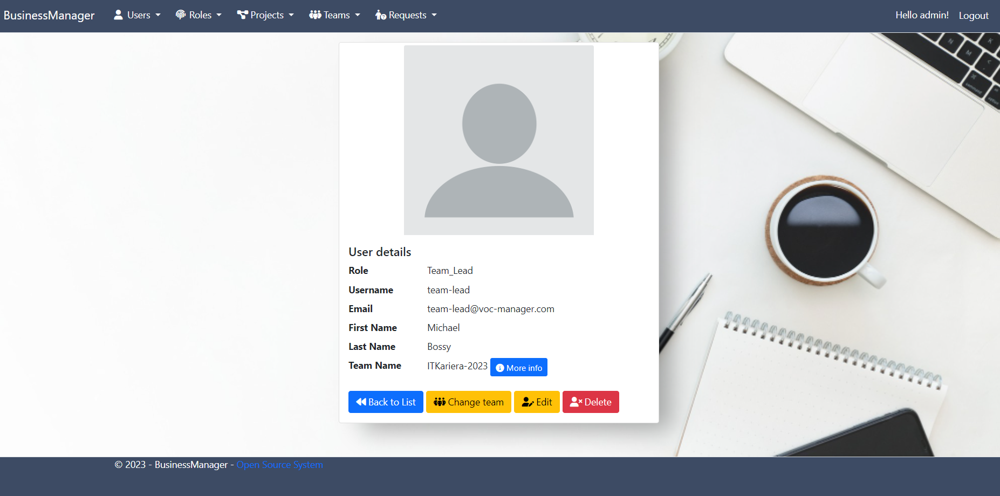 BusinessManager Users Roles Projects Teams Requests Hello admin! Logout
User details
Role Team_Lead
Username team-lead
Email team-lead@voc-manager.com
First Name Michael
Last Name Bossy
Team Name ITKariera-2023 More info
Back to List Change team Edit Delete
© 2023 - BusinessManager - Open Source System
N
K
M
<
command
option